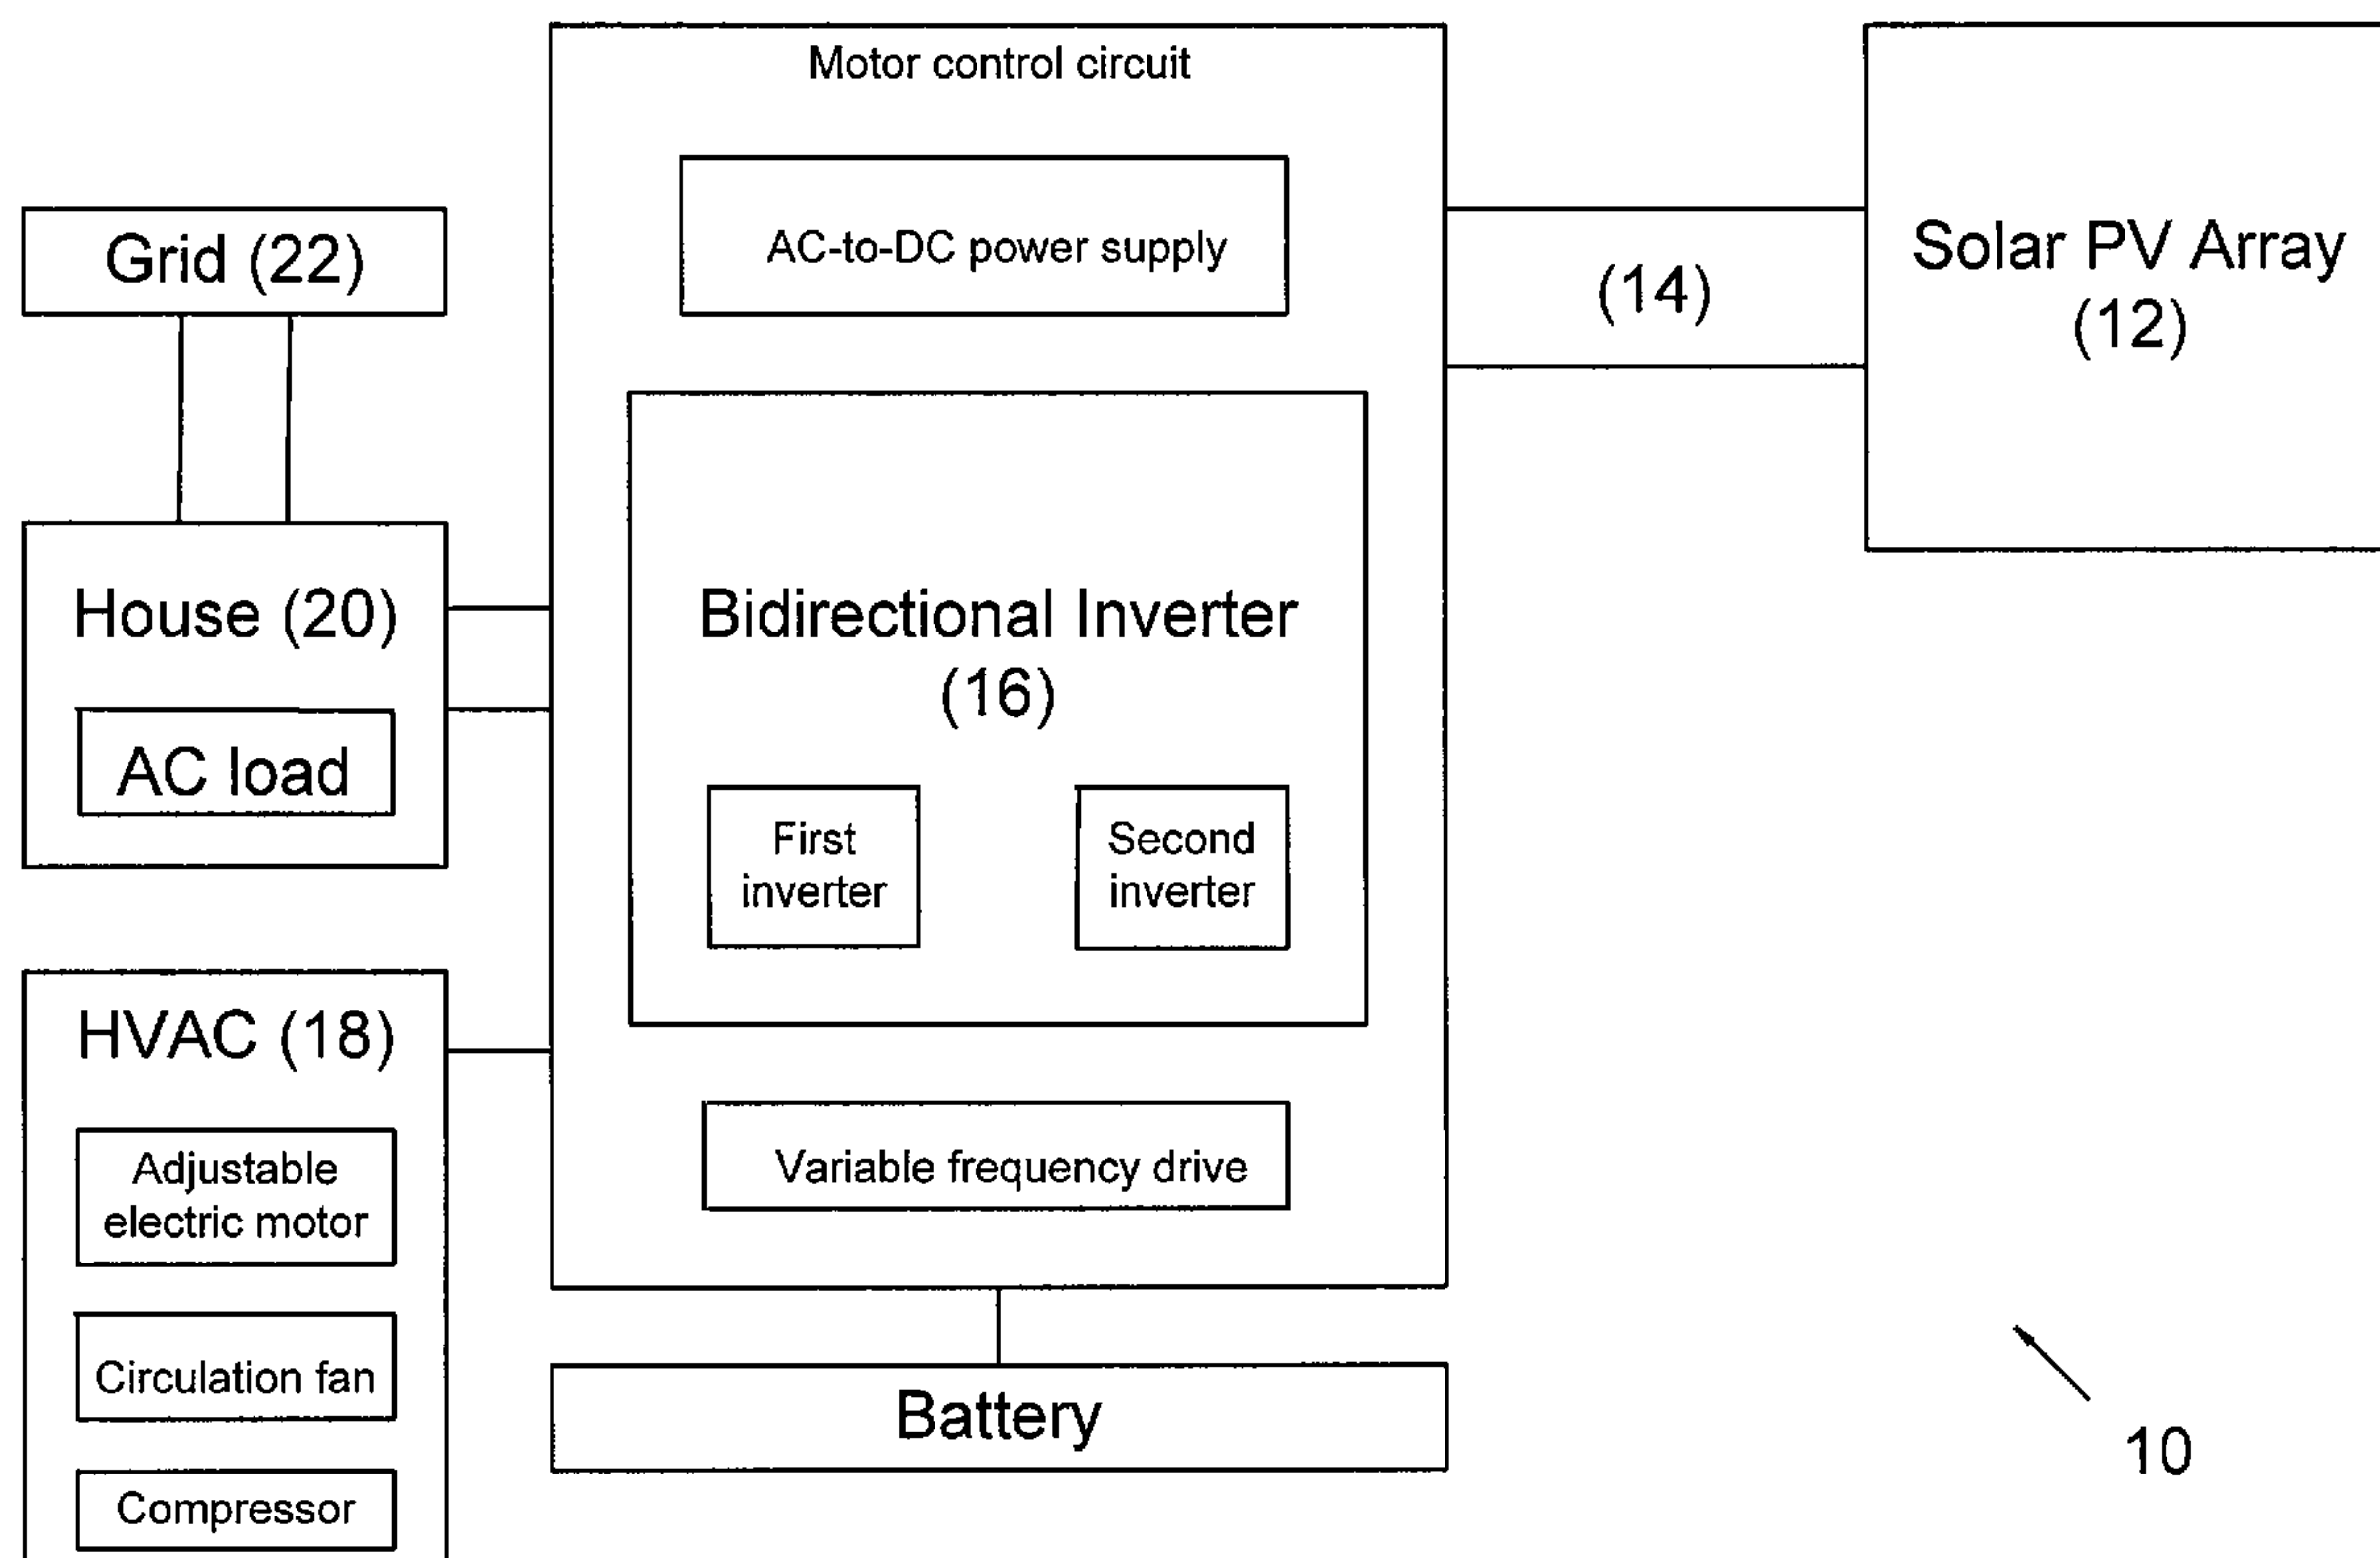 Motor control circuit
AC-to-DC power supply
Grid (22)
(14)
Solar PV Array
(12)
House (20)
AC load
Bidirectional Inverter
(16)
First
inverter
Second
inverter
HVAC (18)
Adjustable
electric motor
Circulation fan
Compressor
Variable frequency drive
Battery
10